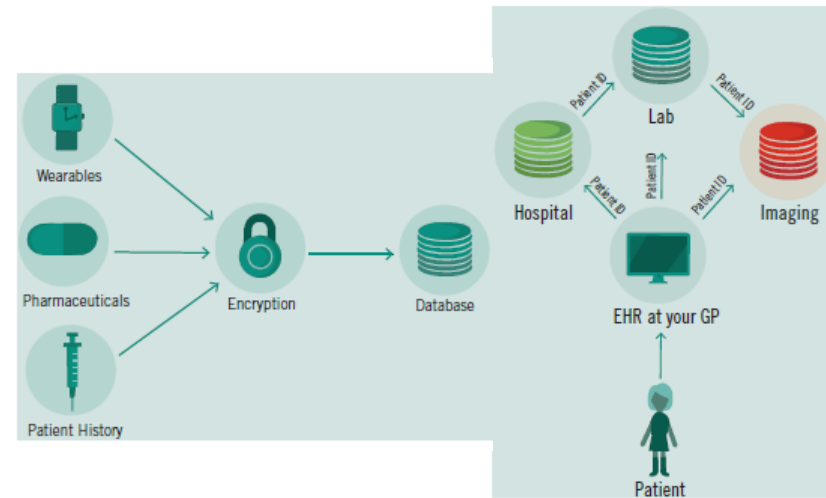 Wearables
Pharmaceuticals
Patient History
Encryption
Database
Lab
Patient ID
Patient ID
Hospital
Patient ID
Patient ID
Patient ID
Imaging
EHR at your GP
Patient